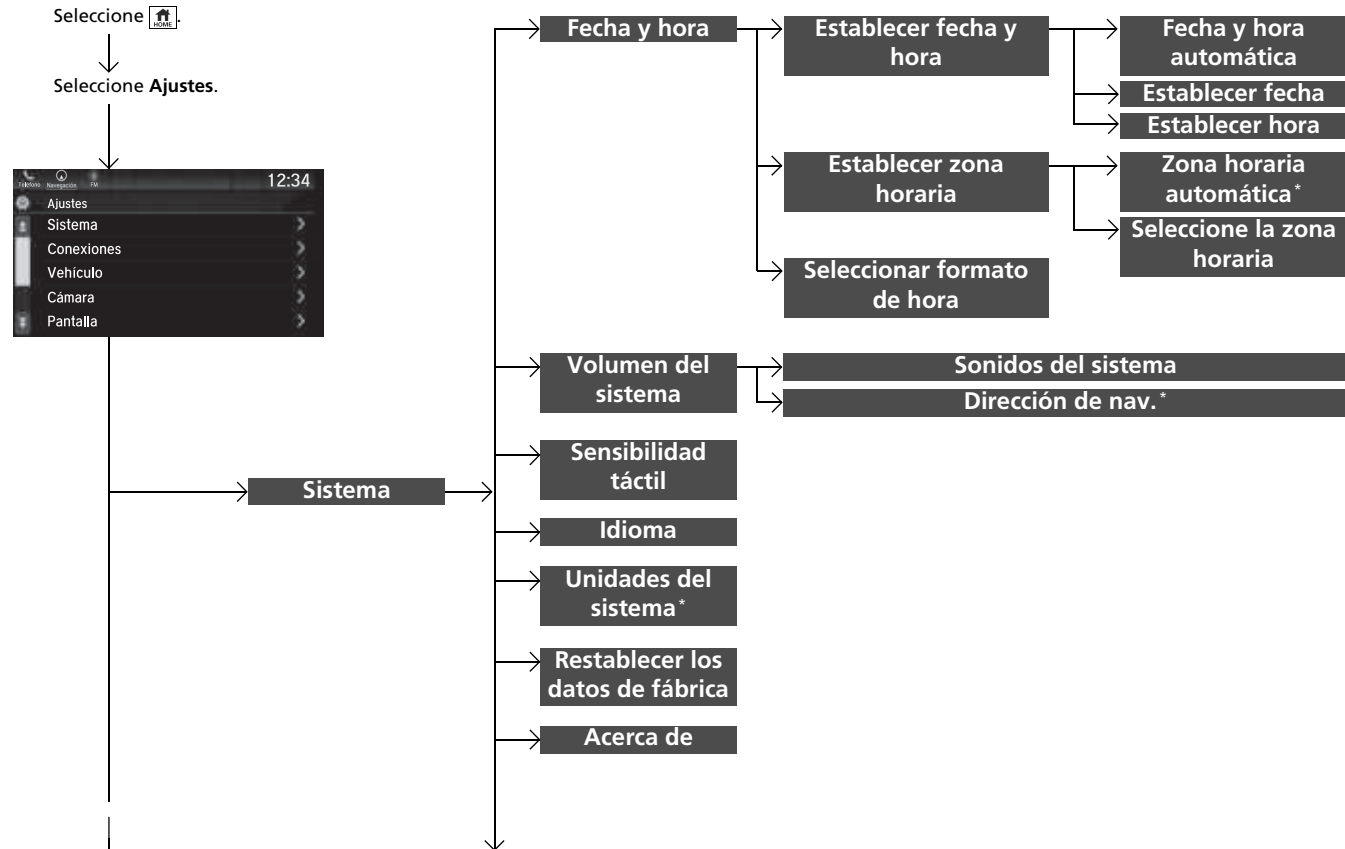 Seleccione HOME.
Seleccione Ajustes.
Teléfono Navegación FM 12:34
Ajustes
Sistema
Conexiones
Vehículo
Cámara
Pantalla
Sistema
Fecha y hora
Establecer fecha y
hora
Fecha y hora
automática
Establecer fecha
Establecer hora
Establecer zona
horaria
Zona horaria
automática*
Seleccione la zona
horaria
Seleccionar formato
de hora
Volumen del
sistema
Sonidos del sistema
Dirección de nav.*
Sensibilidad
táctil
Idioma
Unidades del
sistema*
Restablecer los
datos de fábrica
Acerca de